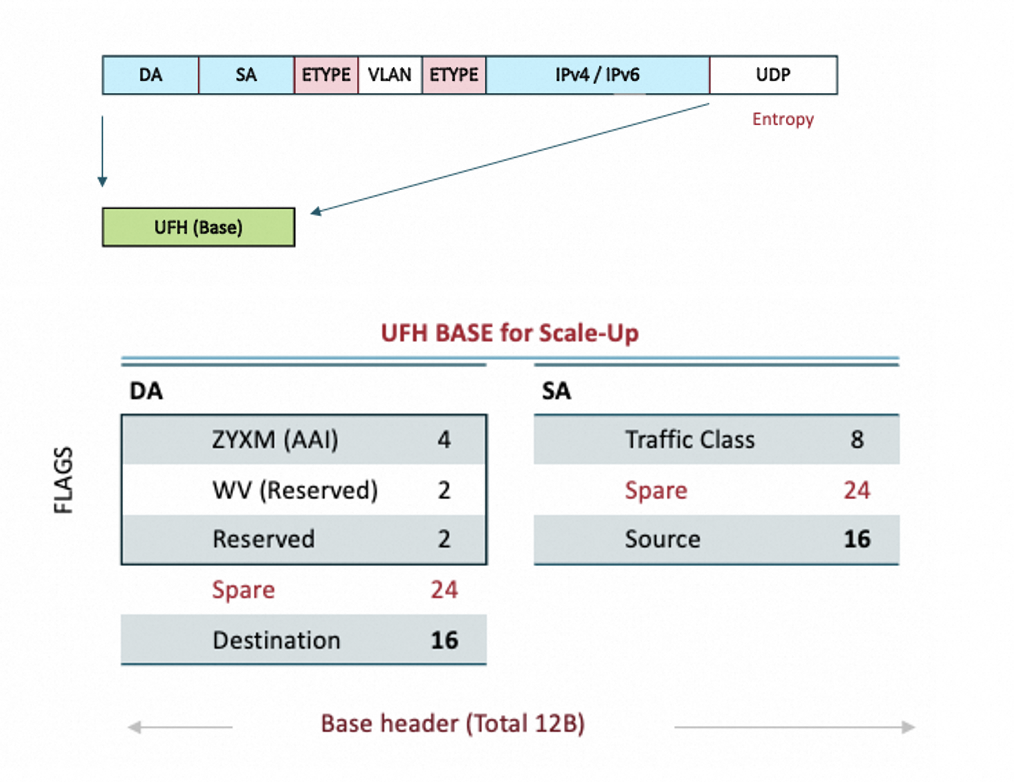 DA SA ETYPE VLAN ETYPE IPv4 / IPv6 UDP
Entropy
UFH (Base)
UFH BASE for Scale-Up
DA
FLAGS
ZYXM (AAI) 4
WV (Reserved) 2
Reserved 2
Spare 24
Destination 16
SA
Traffic Class 8
Spare 24
Source 16
Base header (Total 12B)